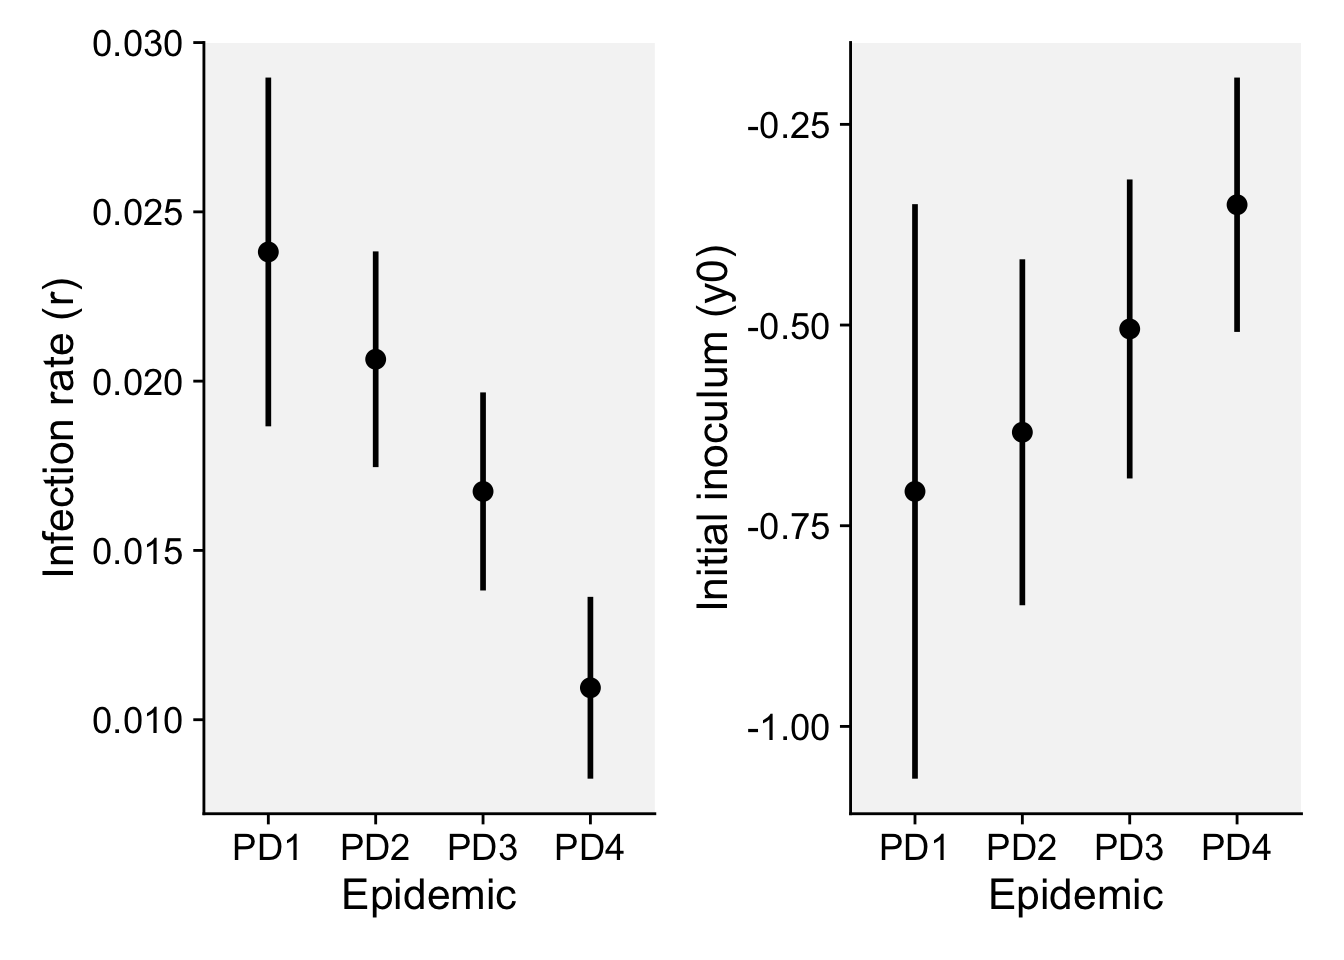 Infection rate (r)
0.030
0.025
0.020
0.015
0.010
PD1 PD2 PD3 PD4
Epidemic
Initial inoculum (y0)
-0.25
-0.50
-0.75
-1.00
PD1 PD2 PD3 PD4
Epidemic